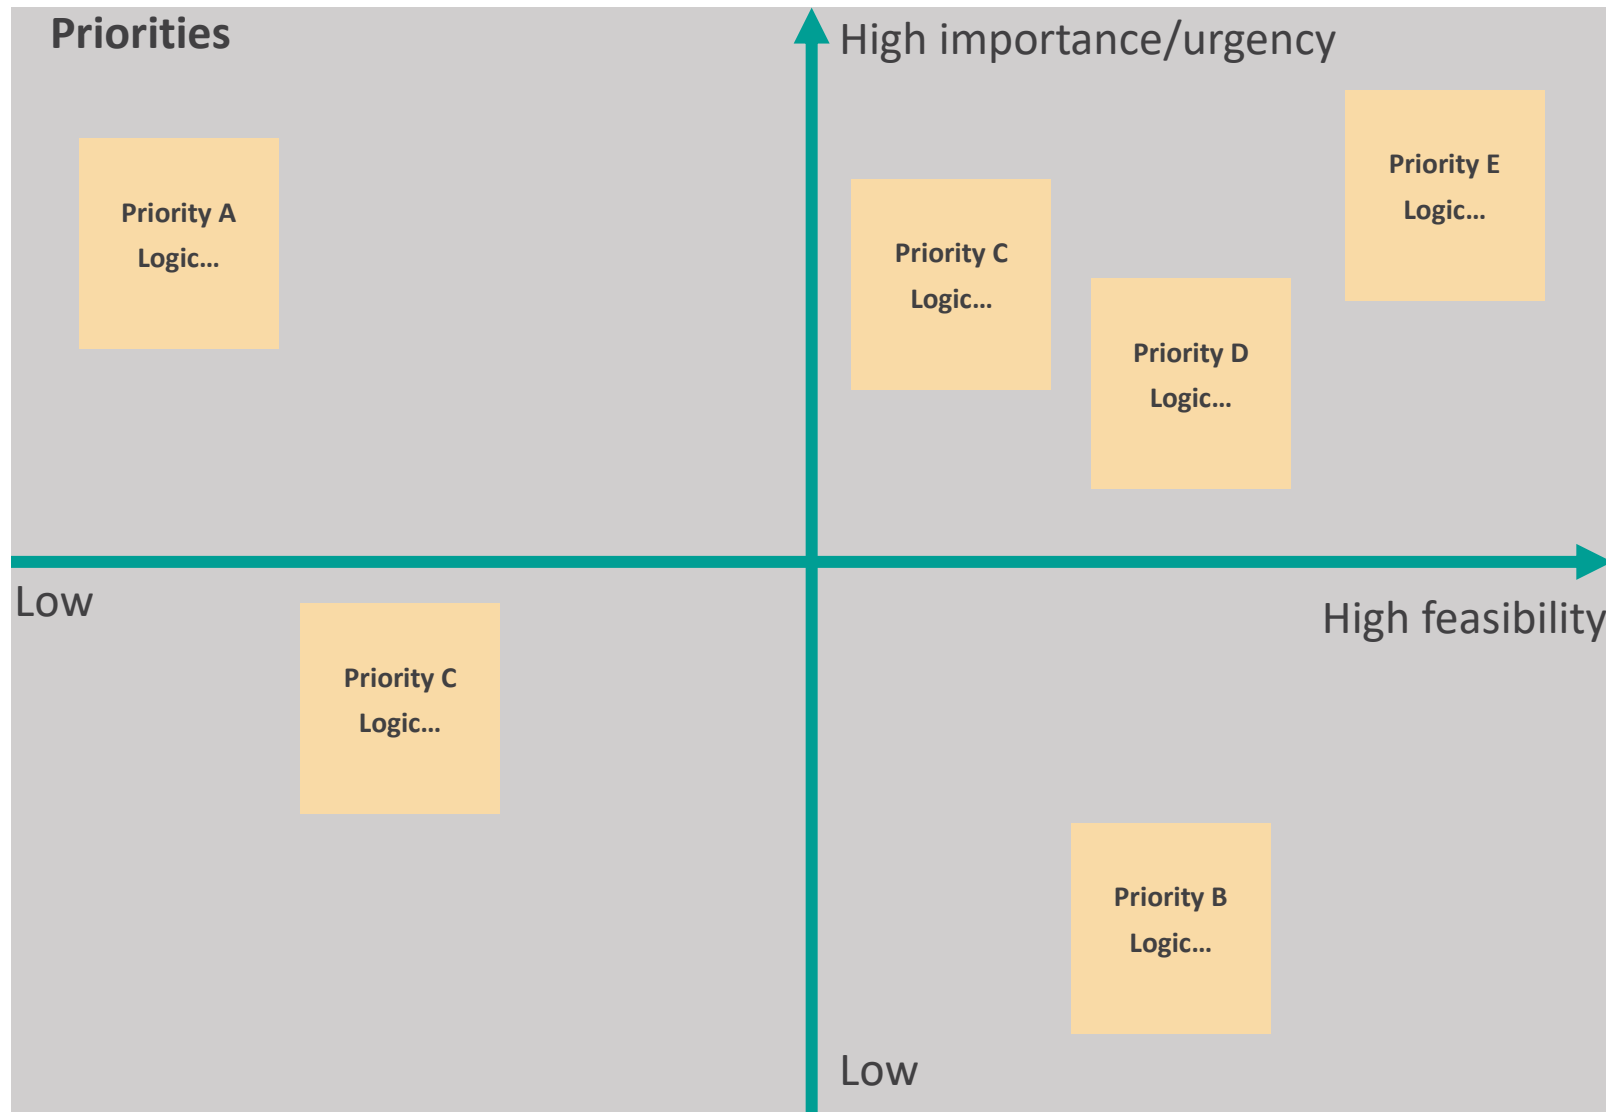 Priorities
High importance/urgency
Priority A
Logic...
Priority C
Logic...
Priority D
Logic...
Priority E
Logic...
Low
High feasibility
Priority C
Logic...
Priority B
Logic...
Low